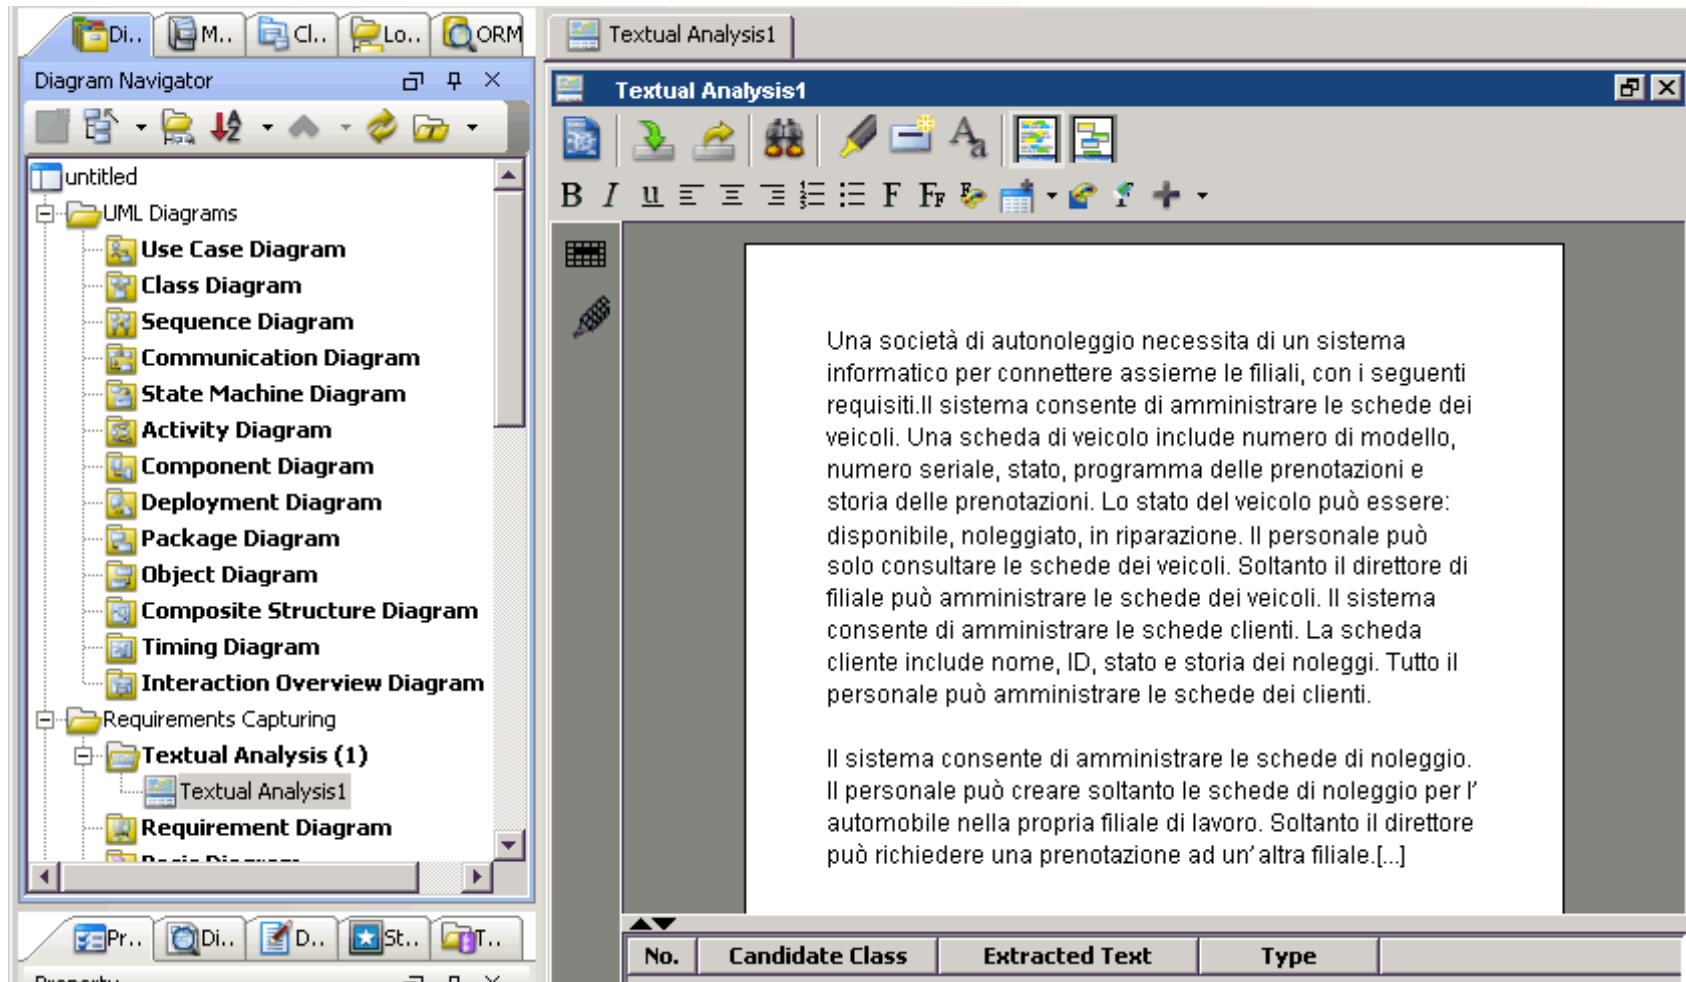 Di.. M.. Cl.. Lo.. ORM
Diagram Navigator
untitled
UML Diagrams
Use Case Diagram
Class Diagram
Sequence Diagram
Communication Diagram
State Machine Diagram
Activity Diagram
Component Diagram
Deployment Diagram
Package Diagram
Object Diagram
Composite Structure Diagram
Timing Diagram
Interaction Overview Diagram
Requirements Capturing
Textual Analysis (1)
Textual Analysis1
Requirement Diagram
Pr.. Di.. D.. St.. T..
Property
Textual Analysis1
Textual Analysis1
B I u F FF
Una società di autonoleggio necessita di un sistema
informatico per connettere assieme le filiali, con i seguenti
requisiti.Il sistema consente di amministrare le schede dei
veicoli. Una scheda di veicolo include numero di modello,
numero seriale, stato, programma delle prenotazioni e
storia delle prenotazioni. Lo stato del veicolo può essere:
disponibile, noleggiato, in riparazione. Il personale può
solo consultare le schede dei veicoli. Soltanto il direttore di
filiale può amministrare le schede dei veicoli. Il sistema
consente di amministrare le schede clienti. La scheda
cliente include nome, ID, stato e storia dei noleggi. Tutto il
personale può amministrare le schede dei clienti.
Il sistema consente di amministrare le schede di noleggio.
Il personale può creare soltanto le schede di noleggio per l'
automobile nella propria filiale di lavoro. Soltanto il direttore
può richiedere una prenotazione ad un'altra filiale.[...]
No. Candidate Class Extracted Text Type